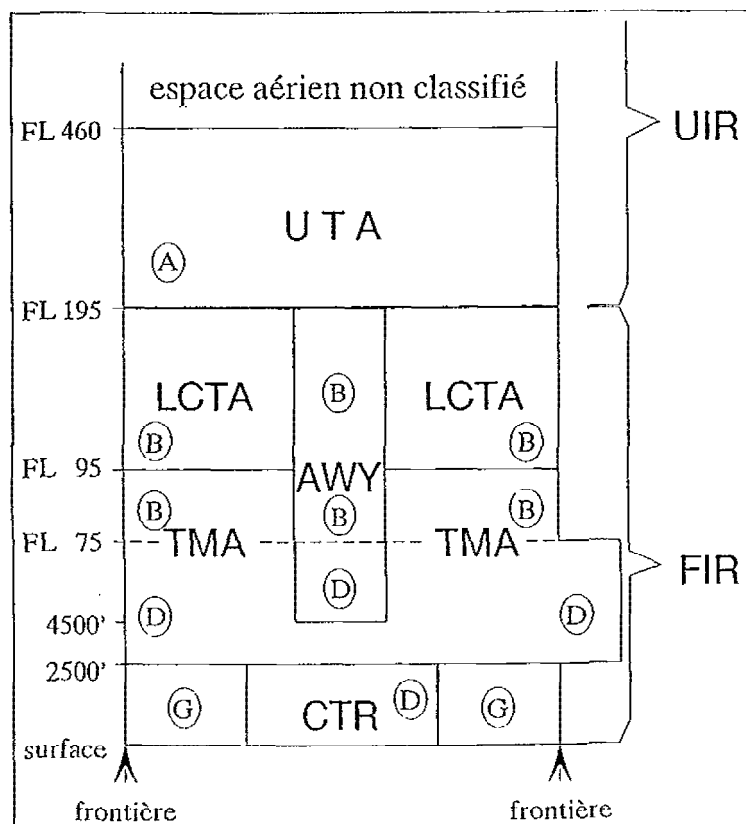 espace aérien non classifié
FL 460
UIR
UTA
A
FL 195
LCTA
B
LCTA
B
B
FL 95
AWY
B
B
B
FL 75
TMA
TMA
D
FIR
4500'
D
D
2500'
G
CTR
D
G
surface
frontière
frontière